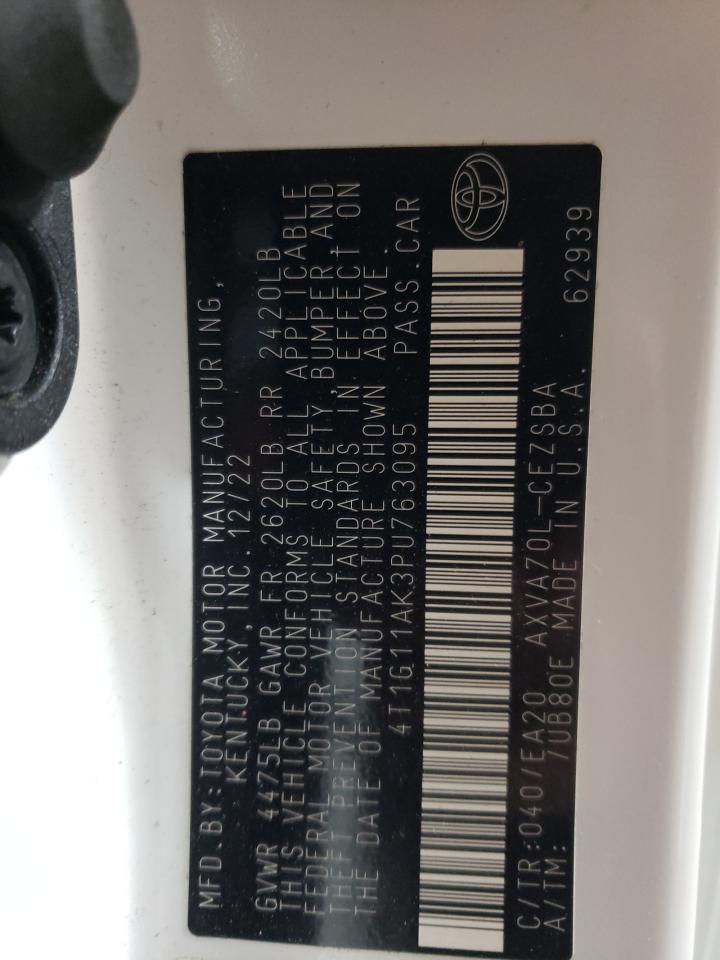 MFD.BY:TOYOTA MOTOR MANUFACTURING,
KENTUCKY, INC. 12/22
GVWR 4475LB GAWR FR 2620LB RR 2420LB
THIS VEHICLE CONFORMS TO ALL APPLICABLE
FEDERAL MOTOR VEHICLE SAFETY, BUMPER, AND
THEFT PREVENTION STANDARDS IN EFFECT ON
THE DATE OF MANUFACTURE SHOWN ABOVE.
4T1G11AK3PU763095 PASS.CAR
C/TR:040/EA20 AXVA70L-CEZSBA
A/TM: /UB80E MADE IN U.S.A. 62939